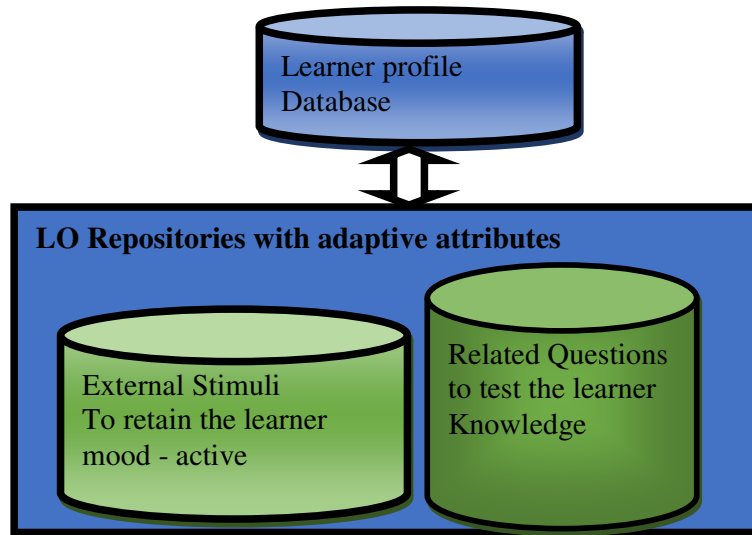 Learner profile
Database
LO Repositories with adaptive attributes
External Stimuli
To retain the learner
mood - active
Related Questions
to test the learner
Knowledge